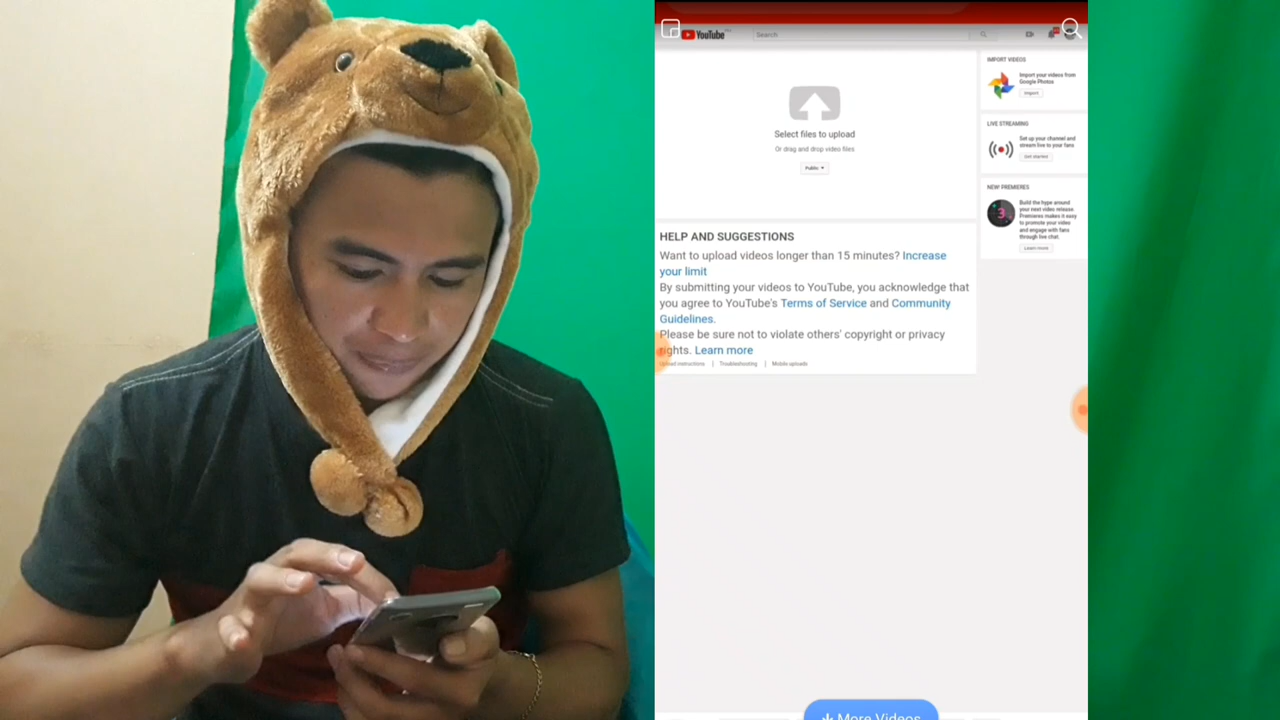 YouTube
Search
Select files to upload
Or drag and drop video files
Public
IMPORT VIDEOS
Import your videos from
Google Photos
Import
LIVE STREAMING
Set up your channel and
stream live to your fans
Get started
NEW! PREMIERES
3
Build the hype around
your next video release.
Premieres makes it easy
to promote your video
and engage with fans
through live chat.
Learn more
HELP AND SUGGESTIONS
Want to upload videos longer than 15 minutes? Increase
your limit
By submitting your videos to YouTube, you acknowledge that
you agree to YouTube's Terms of Service and Community
Guidelines.
Please be sure not to violate others' copyright or privacy
rights. Learn more
Upload instructions | Troubleshooting | Mobile uploads
More Videos